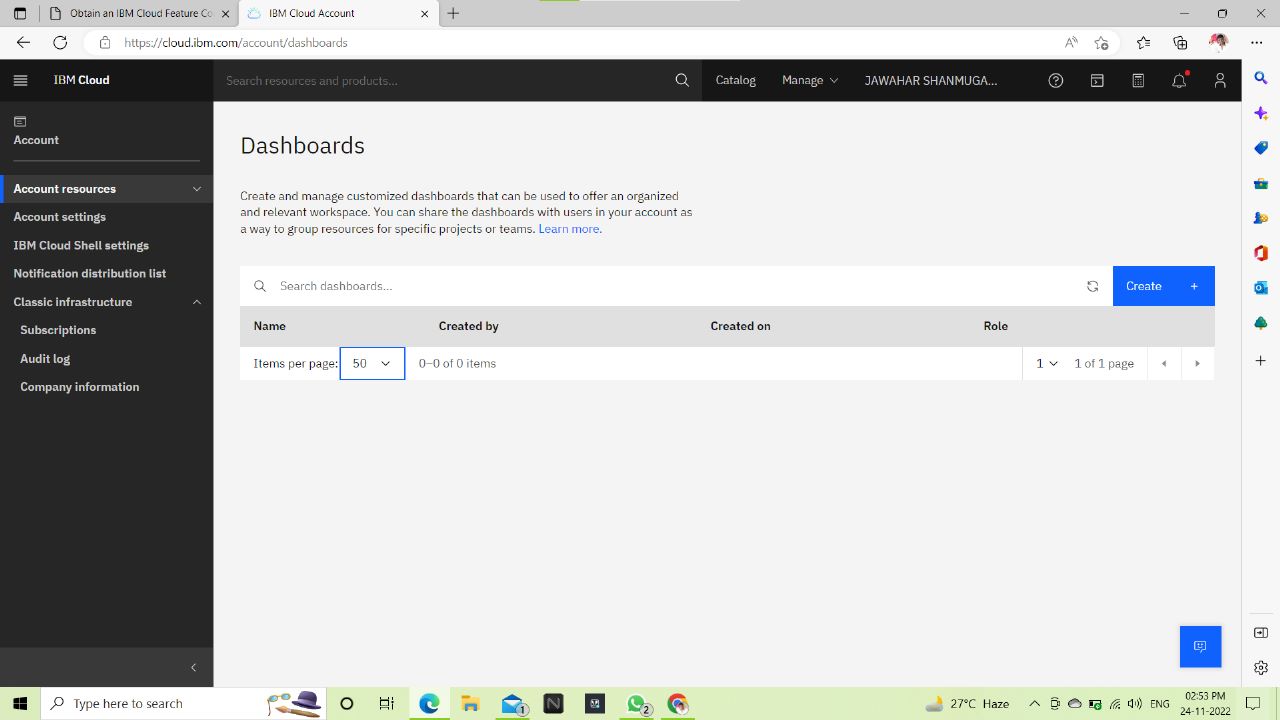 Obtain an IBM Cloud Feature Co
IBM Cloud Account
https://cloud.ibm.com/account/dashboards
IBM Cloud
Search resources and products...
Catalog
Manage
JAWAHAR SHANMUGA...
Account
Account resources
Account settings
IBM Cloud Shell settings
Notification distribution list
Classic infrastructure
Subscriptions
Audit log
Company information
Dashboards
Create and manage customized dashboards that can be used to offer an organized
and relevant workspace. You can share the dashboards with users in your account as
a way to group resources for specific projects or teams. Learn more.
Search dashboards...
Create +
Name Created by Created on Role
Items per page: 50 0–0 of 0 items 1 1 of 1 page
Type here to search
1
2
27°C Haze
ENG
02:53 PM
24-11-2022